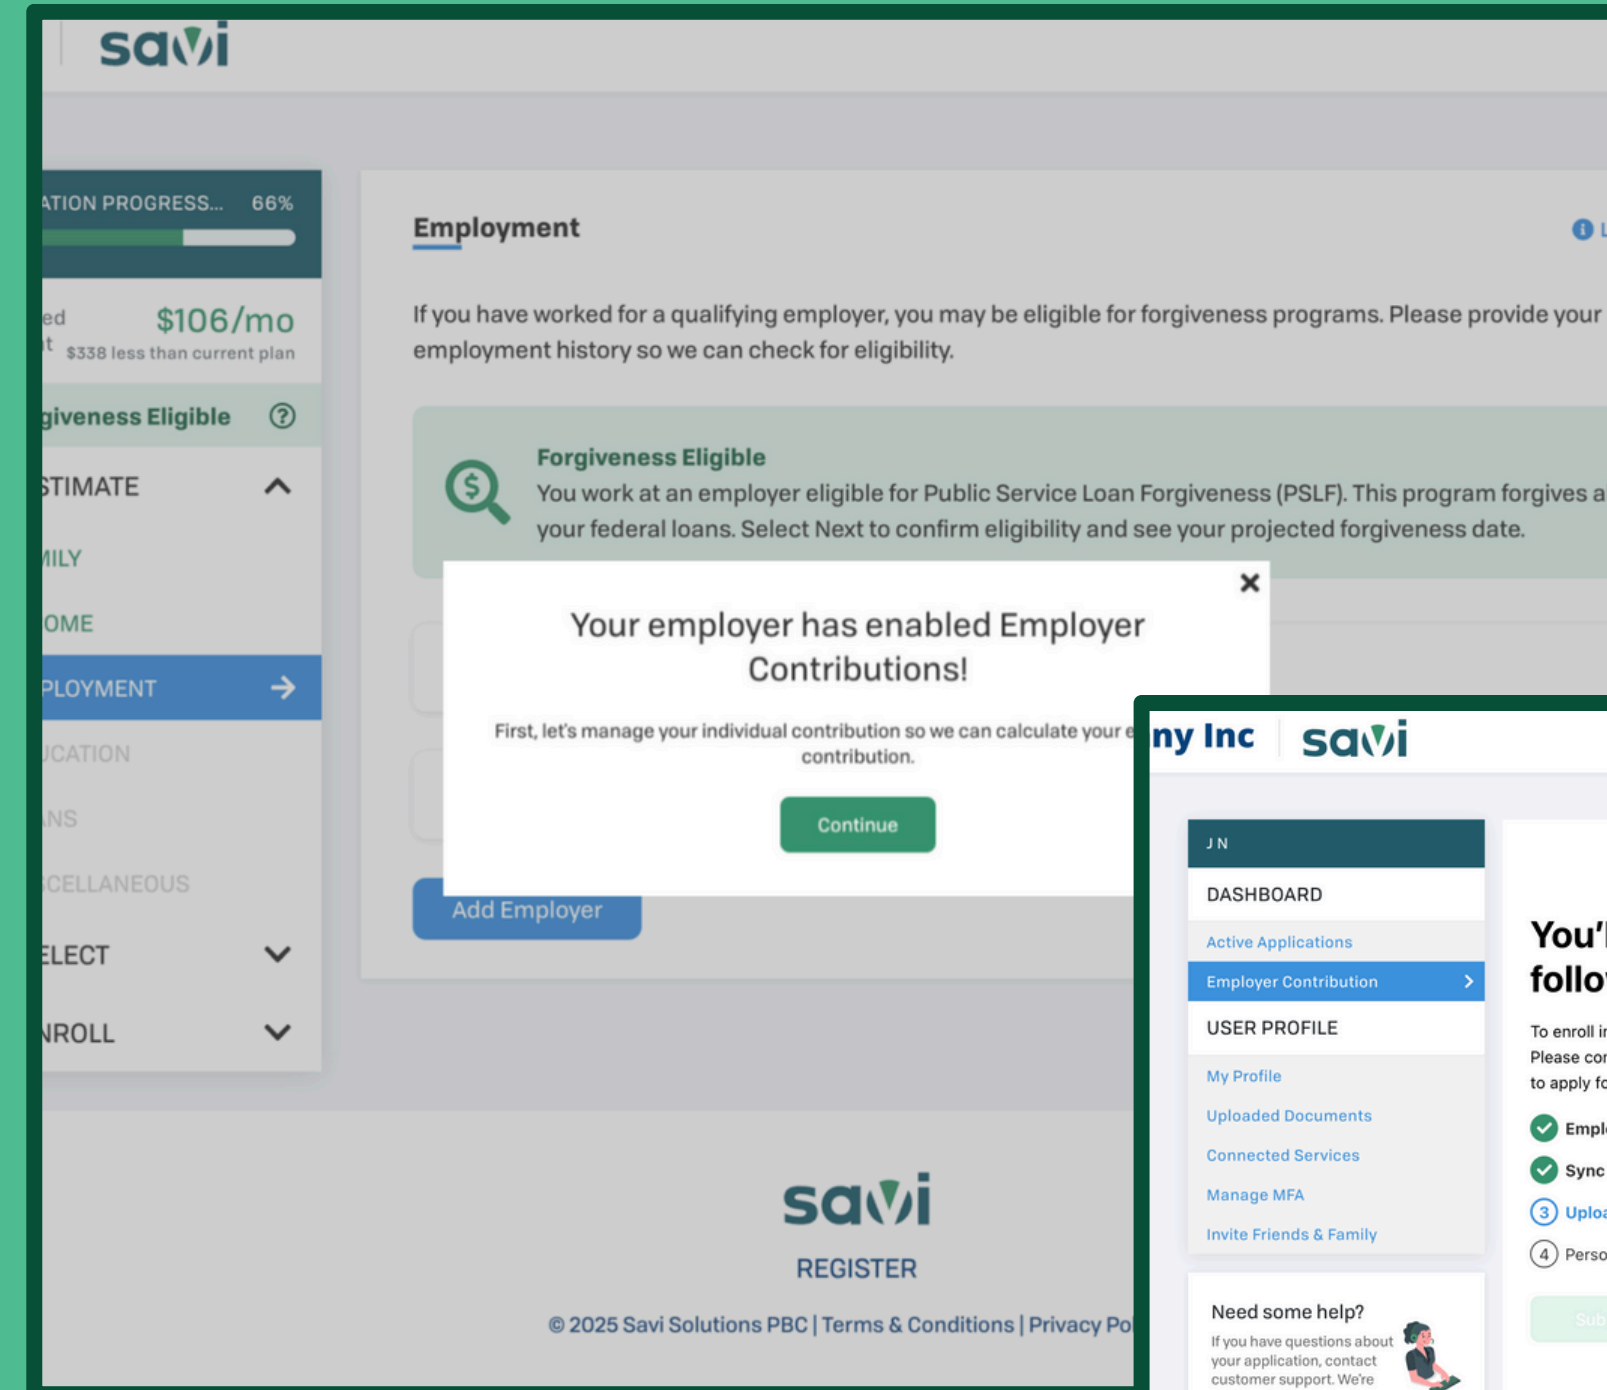 savi
ATION PROGRESS... 66%
ed $106/mo
t $338 less than current plan
giveness Eligible
STIMATE
MILY
OME
PLOYMENT
UCATION
ANS
SCELLANEOUS
ELECT
NROLL
Employment
If you have worked for a qualifying employer, you may be eligible for forgiveness programs. Please provide your
employment history so we can check for eligibility.
Forgiveness Eligible
You work at an employer eligible for Public Service Loan Forgiveness (PSLF). This program forgives a
your federal loans. Select Next to confirm eligibility and see your projected forgiveness date.
Your employer has enabled Employer
Contributions!
First, let's manage your individual contribution so we can calculate your e
contribution.
Continue
Add Employer
savi
REGISTER
© 2025 Savi Solutions PBC | Terms & Conditions | Privacy Po
ny Inc savi
J N
DASHBOARD
Active Applications
Employer Contribution
USER PROFILE
My Profile
Uploaded Documents
Connected Services
Manage MFA
Invite Friends & Family
Need some help?
If you have questions about
your application, contact
customer support. We're
You'l
follo
To enroll i
Please co
to apply fo
Empl
Sync
3 Uploa
4 Perso
Sub